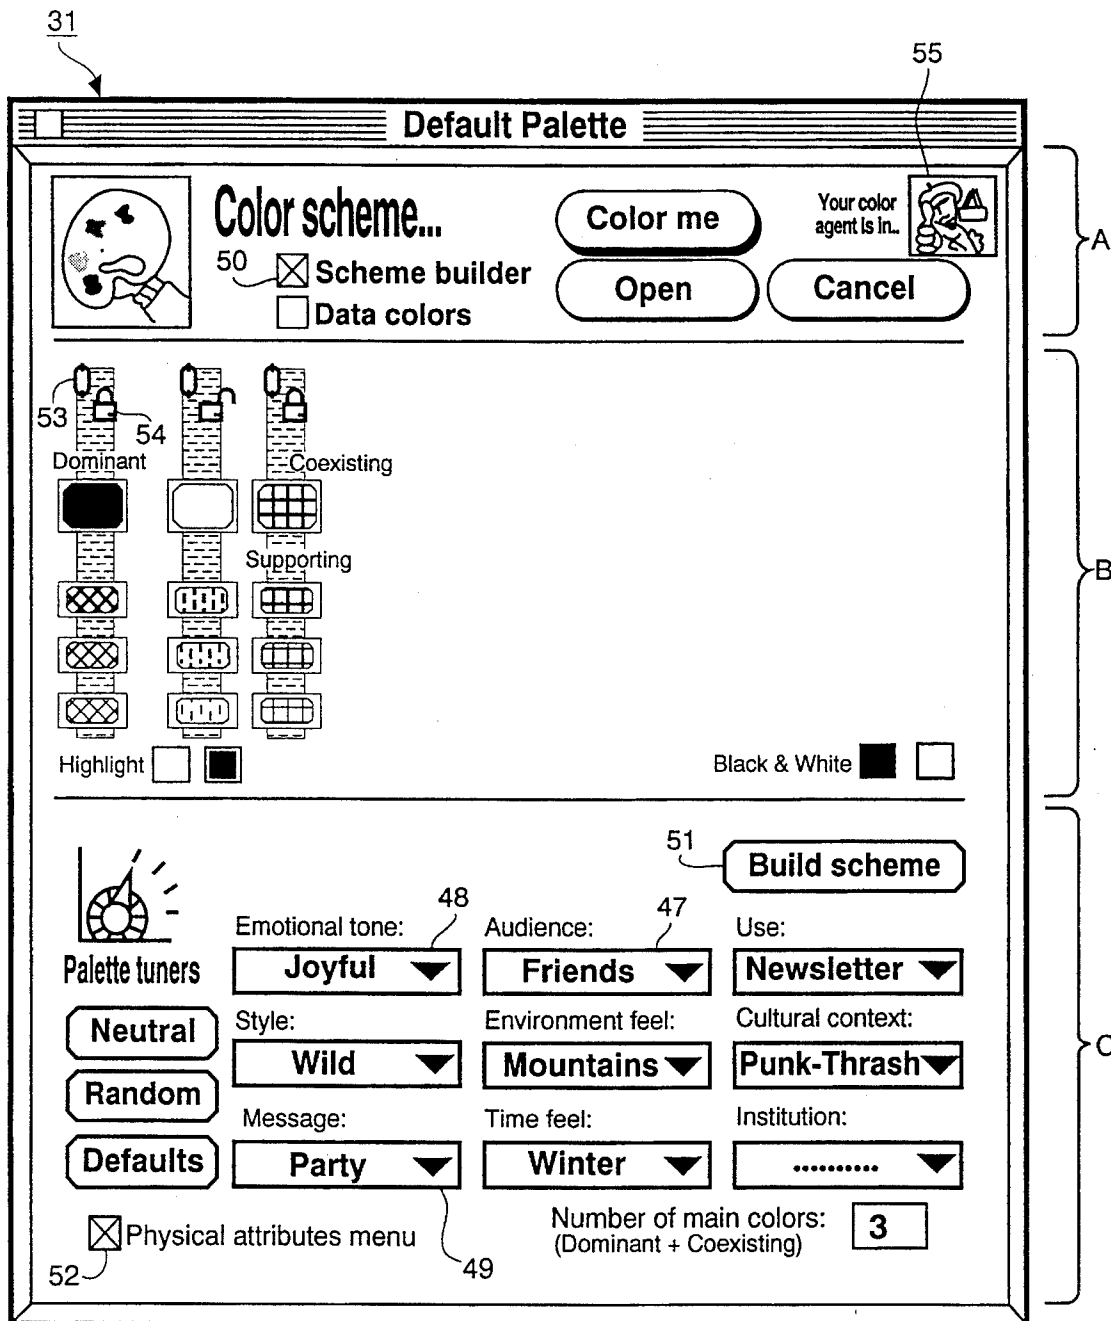 31
55
Default Palette
Color scheme...
Color me
Your color
agent is in..
A
50
Scheme builder
Open
Cancel
Data colors
53
54
Dominant
Coexisting
Supporting
B
Highlight
Black & White
51
Build scheme
48
47
Emotional tone:
Audience:
Use:
Palette tuners
Joyful
Friends
Newsletter
Neutral
Style:
Environment feel:
Cultural context:
Wild
Mountains
Punk-Thrash
C
Random
Message:
Time feel:
Institution:
Defaults
Party
Winter
..........
Physical attributes menu
Number of main colors:
(Dominant + Coexisting)
3
52
49